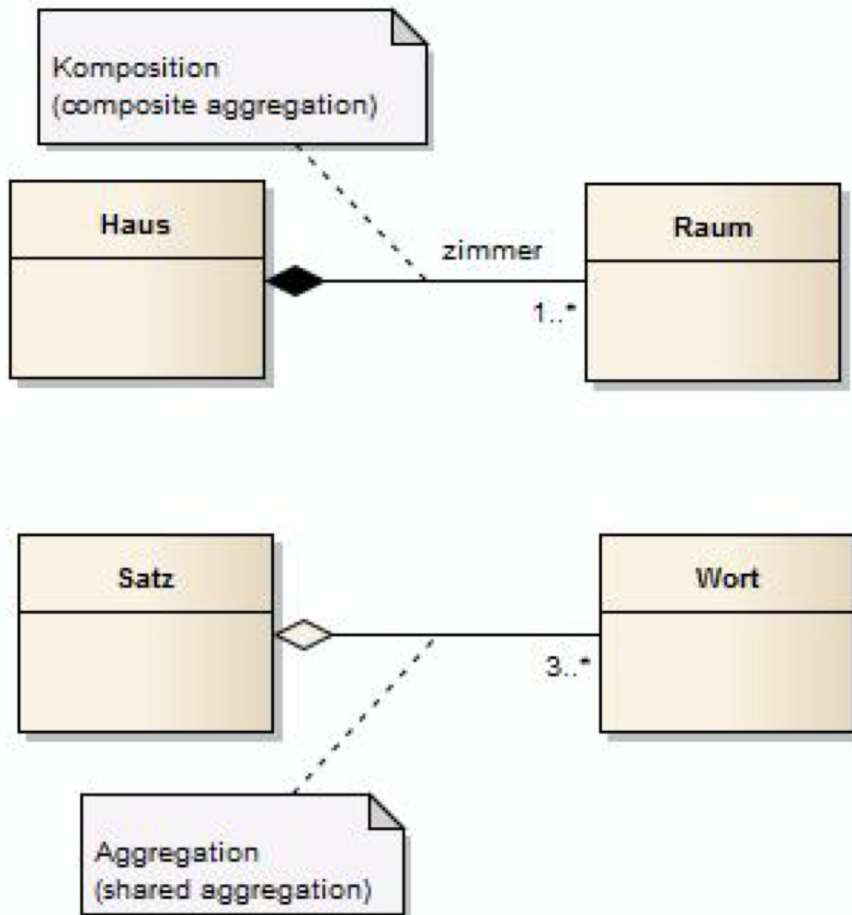 Komposition
(composite aggregation)
Haus
zimmer
Raum
1..*
Satz
Wort
3..*
Aggregation
(shared aggregation)